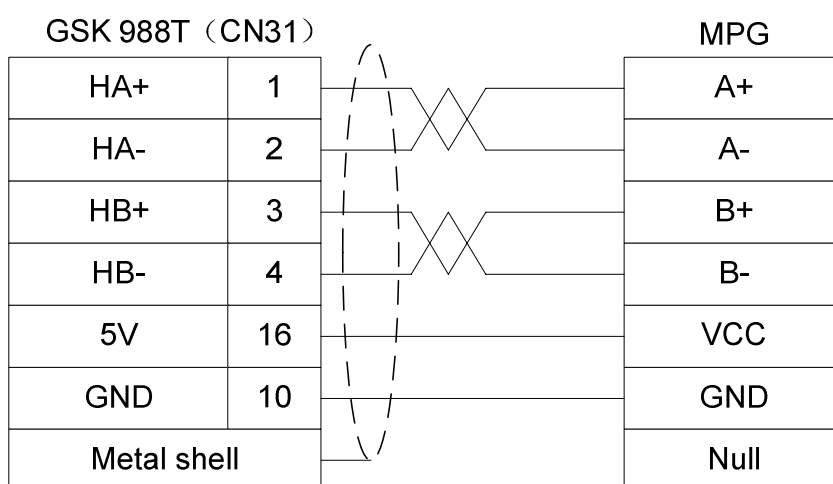 GSK 988T（CN31） MPG
HA+ 1 A+
HA- 2 A-
HB+ 3 B+
HB- 4 B-
5V 16 VCC
GND 10 GND
Metal shell Null